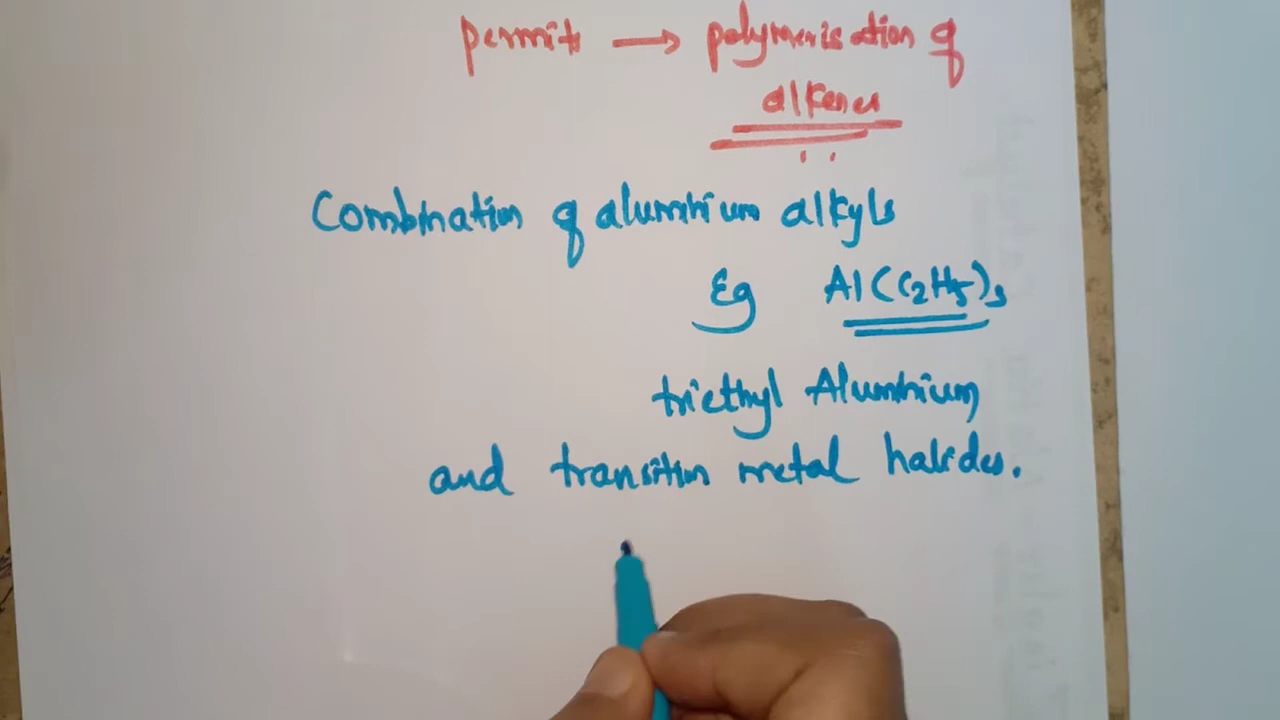 permits → polymerisation of
alkenes
Combination of aluminium alkyls
Eg Al(C2H5)3
triethyl Aluminium
and transition metal halides.